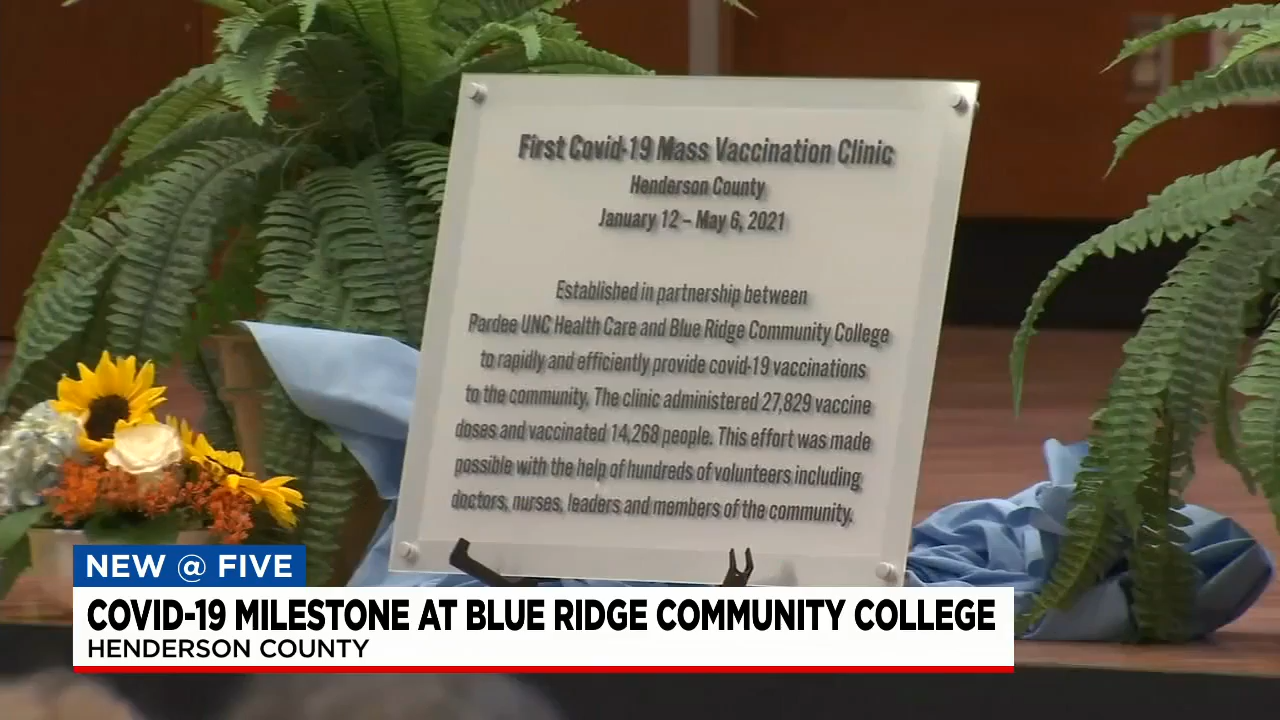 First Covid-19 Mass Vaccination Clinic
Henderson County
January 12 – May 6, 2021
Established in partnership between
Pardee UNC Health Care and Blue Ridge Community College
to rapidly and efficiently provide covid-19 vaccinations
to the community. The clinic administered 27,829 vaccine
doses and vaccinated 14,268 people. This effort was made
possible with the help of hundreds of volunteers including
doctors, nurses, leaders and members of the community.
NEW @ FIVE
COVID-19 MILESTONE AT BLUE RIDGE COMMUNITY COLLEGE
HENDERSON COUNTY